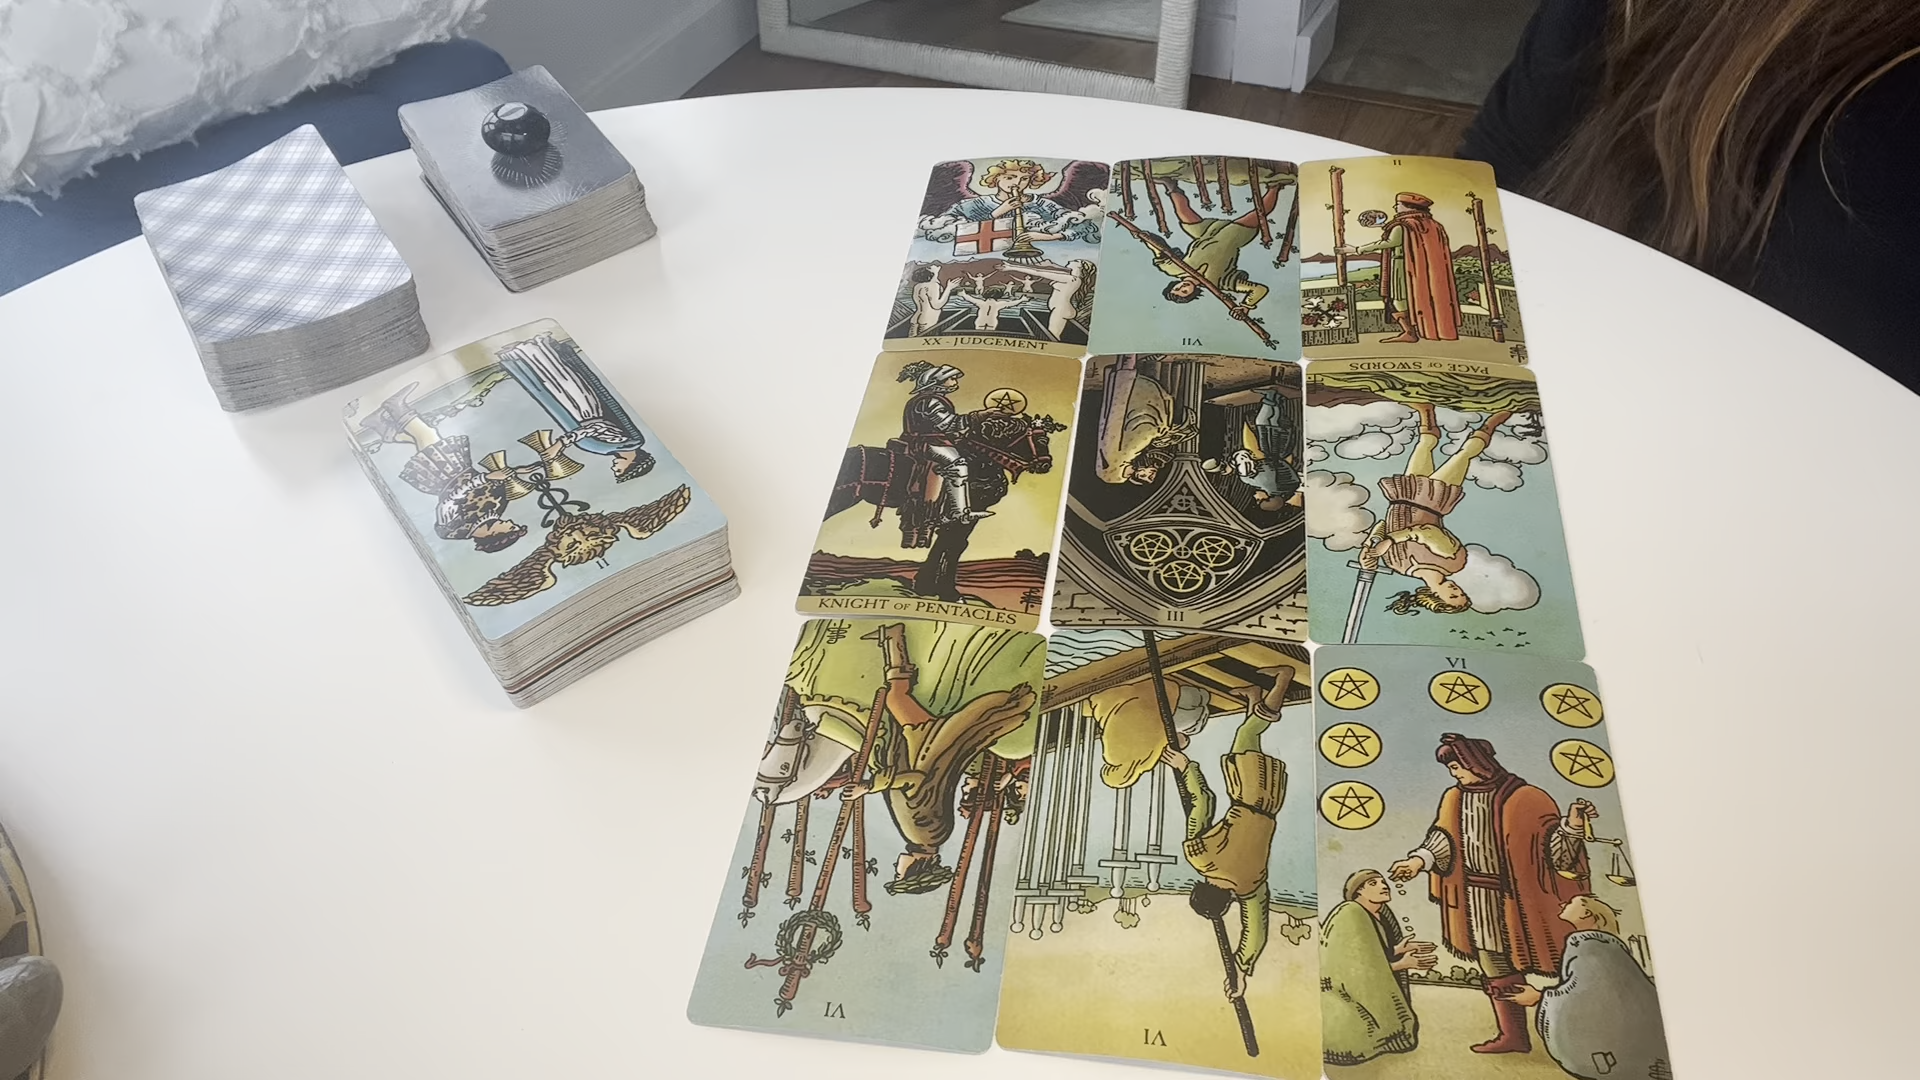 II
XX - JUDGEMENT
VII
PAGE OF SWORDS
KNIGHT OF PENTACLES
III
II
VI
VI
VI